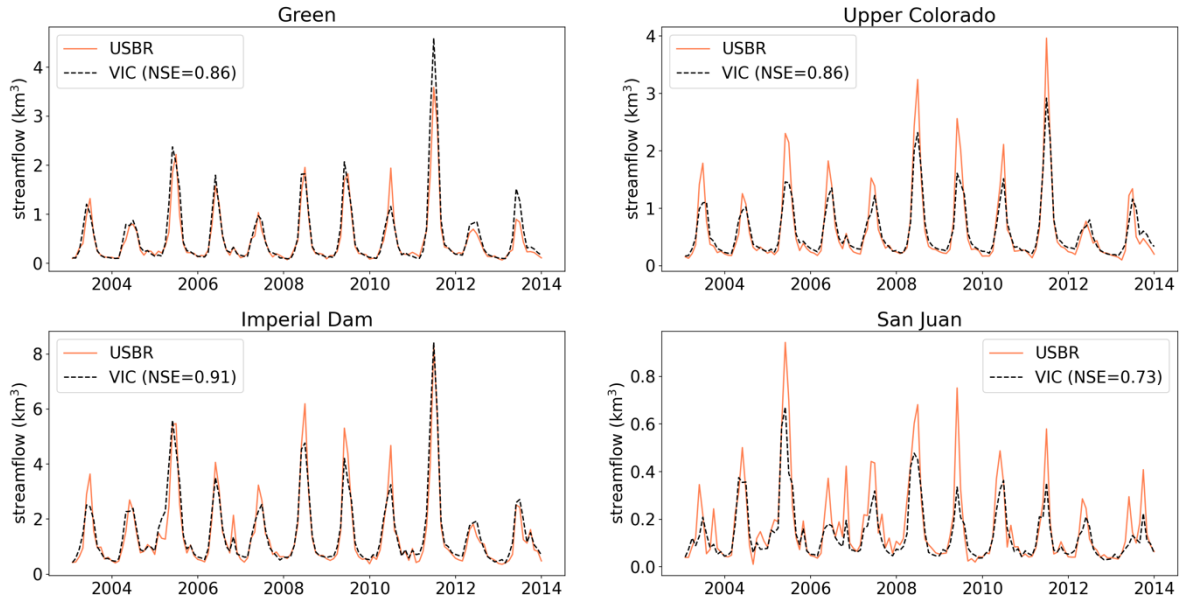 Green
USBR
VIC (NSE=0.86)
streamflow (km³)
4
3
2
1
0
2004 2006 2008 2010 2012 2014
Upper Colorado
USBR
VIC (NSE=0.86)
streamflow (km³)
4
3
2
1
0
2004 2006 2008 2010 2012 2014
Imperial Dam
USBR
VIC (NSE=0.91)
streamflow (km³)
8
6
4
2
0
2004 2006 2008 2010 2012 2014
San Juan
USBR
VIC (NSE=0.73)
streamflow (km³)
0.8
0.6
0.4
0.2
0.0
2004 2006 2008 2010 2012 2014